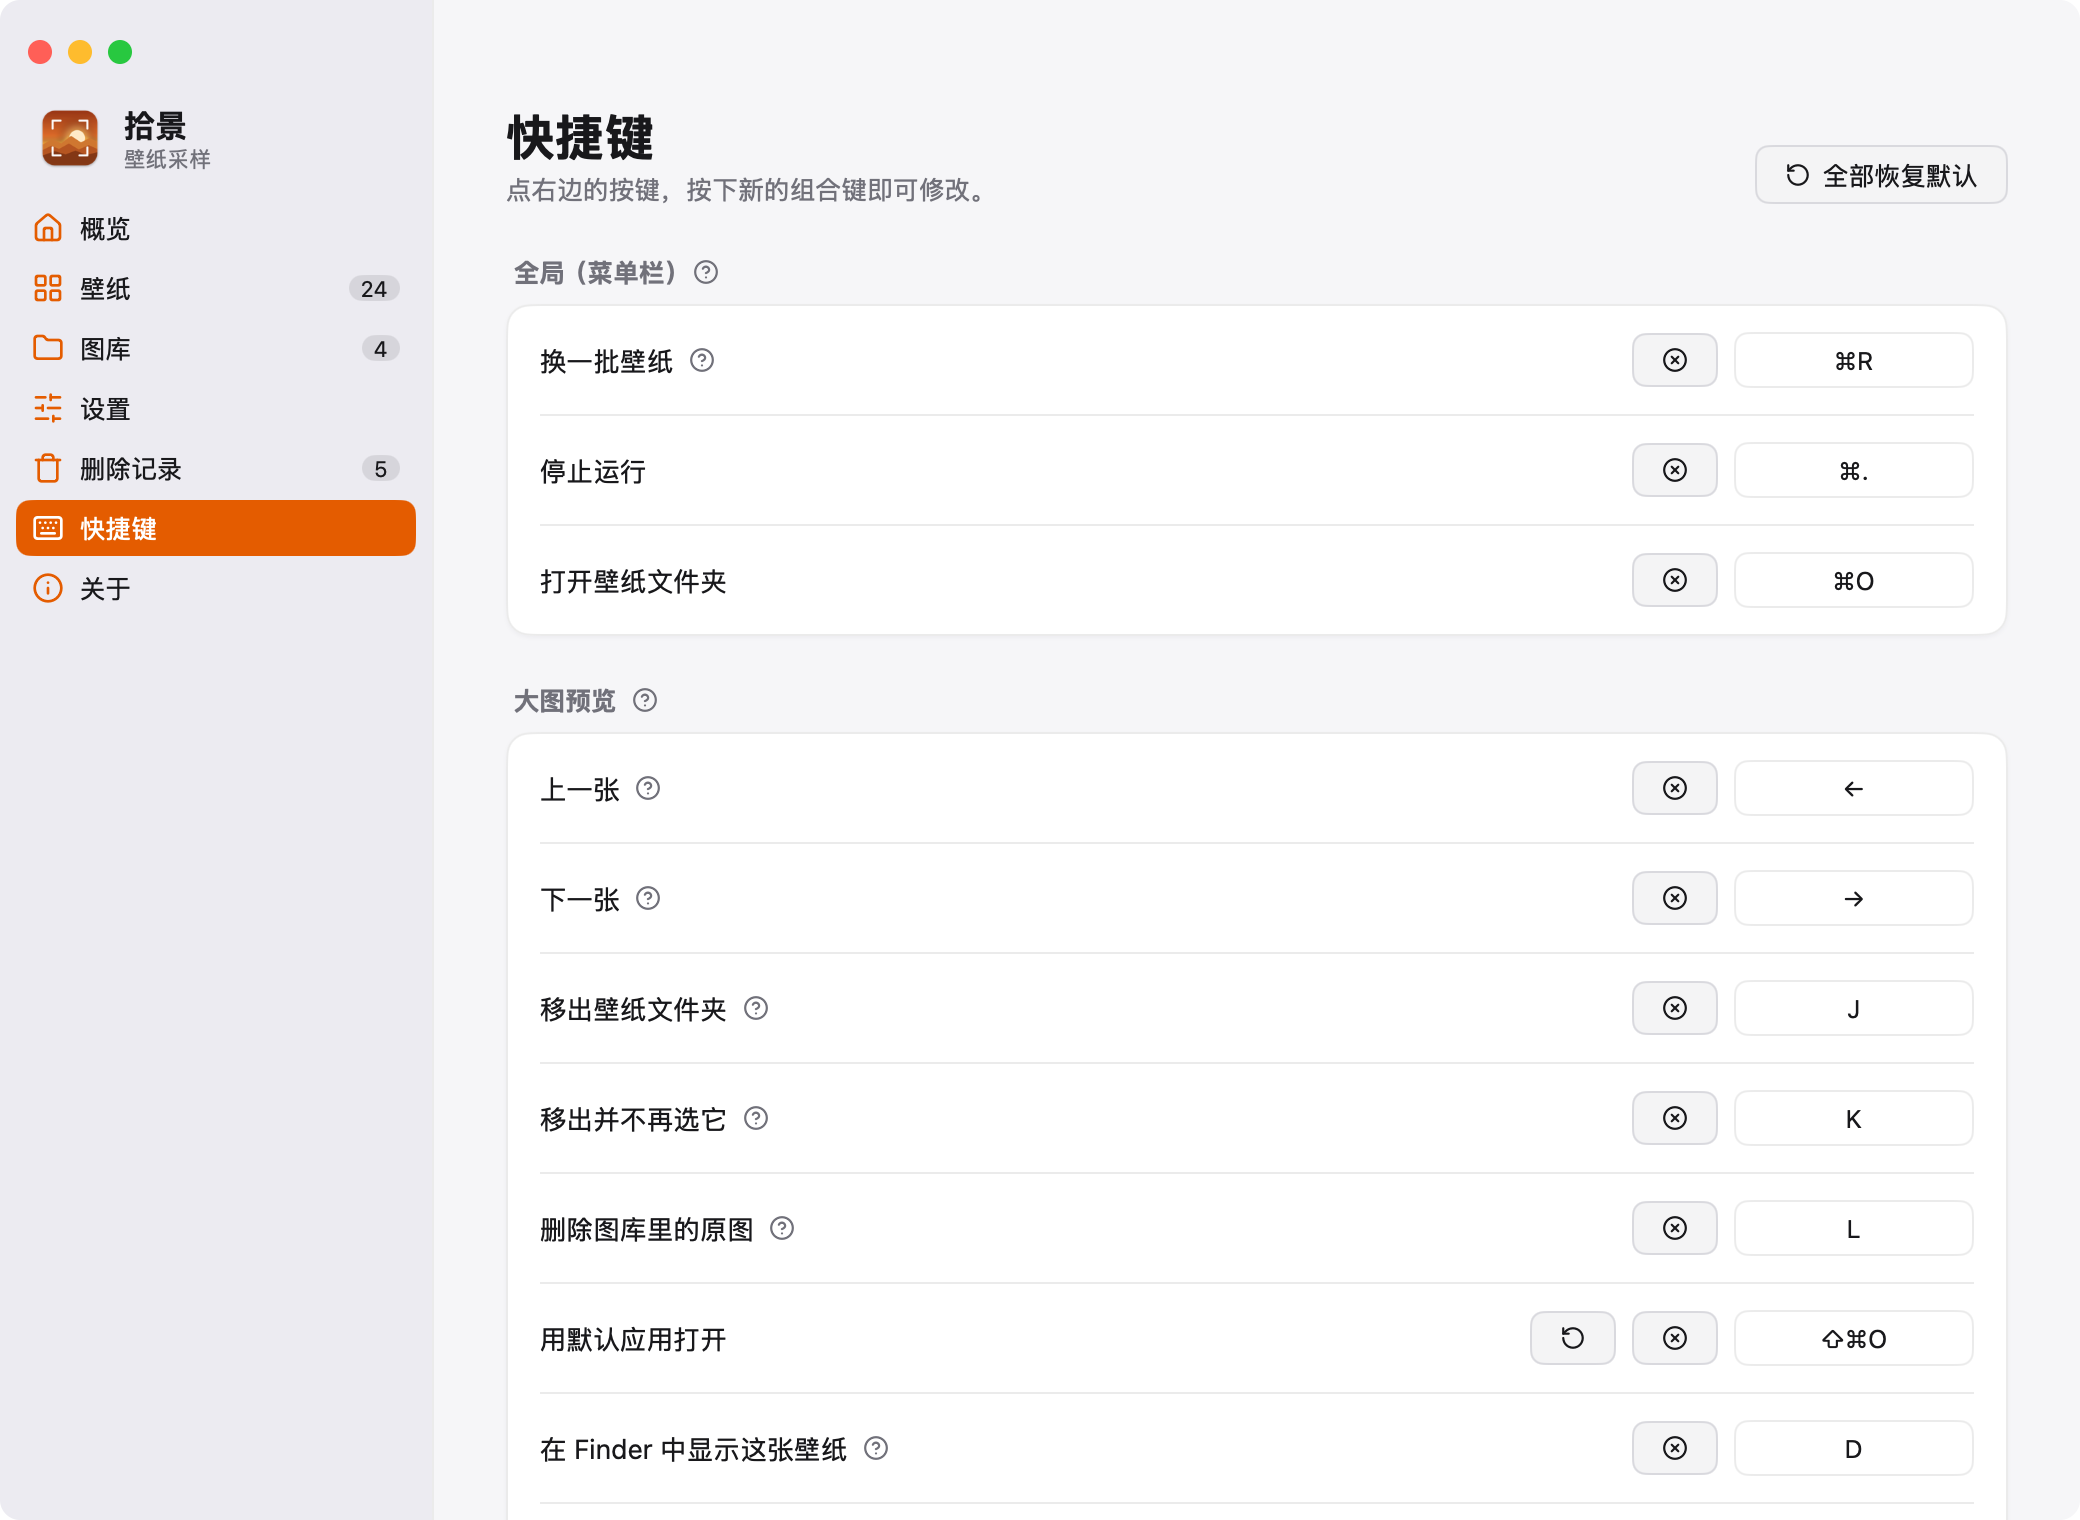 拾景
壁纸采样
概览
壁纸 24
图库 4
设置
删除记录 5
快捷键
关于
快捷键
点右边的按键，按下新的组合键即可修改。
全部恢复默认
全局（菜单栏）
换一批壁纸 ⌘R
停止运行 ⌘.
打开壁纸文件夹 ⌘O
大图预览
上一张 ←
下一张 →
移出壁纸文件夹 J
移出并不再选它 K
删除图库里的原图 L
用默认应用打开 ⇧⌘O
在 Finder 中显示这张壁纸 D